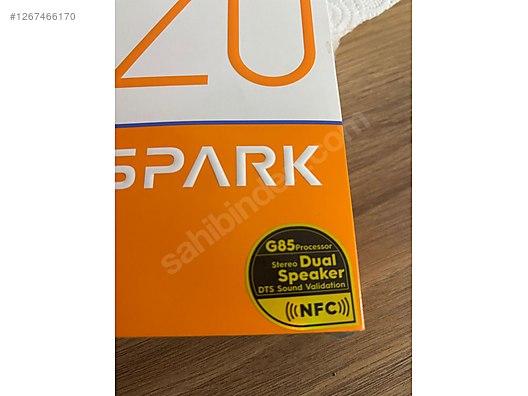 #1267466170
20
SPARK
sahibinden.com
G85 Processor
Stereo Dual
Speaker
DTS Sound Validation
((((NFC))))